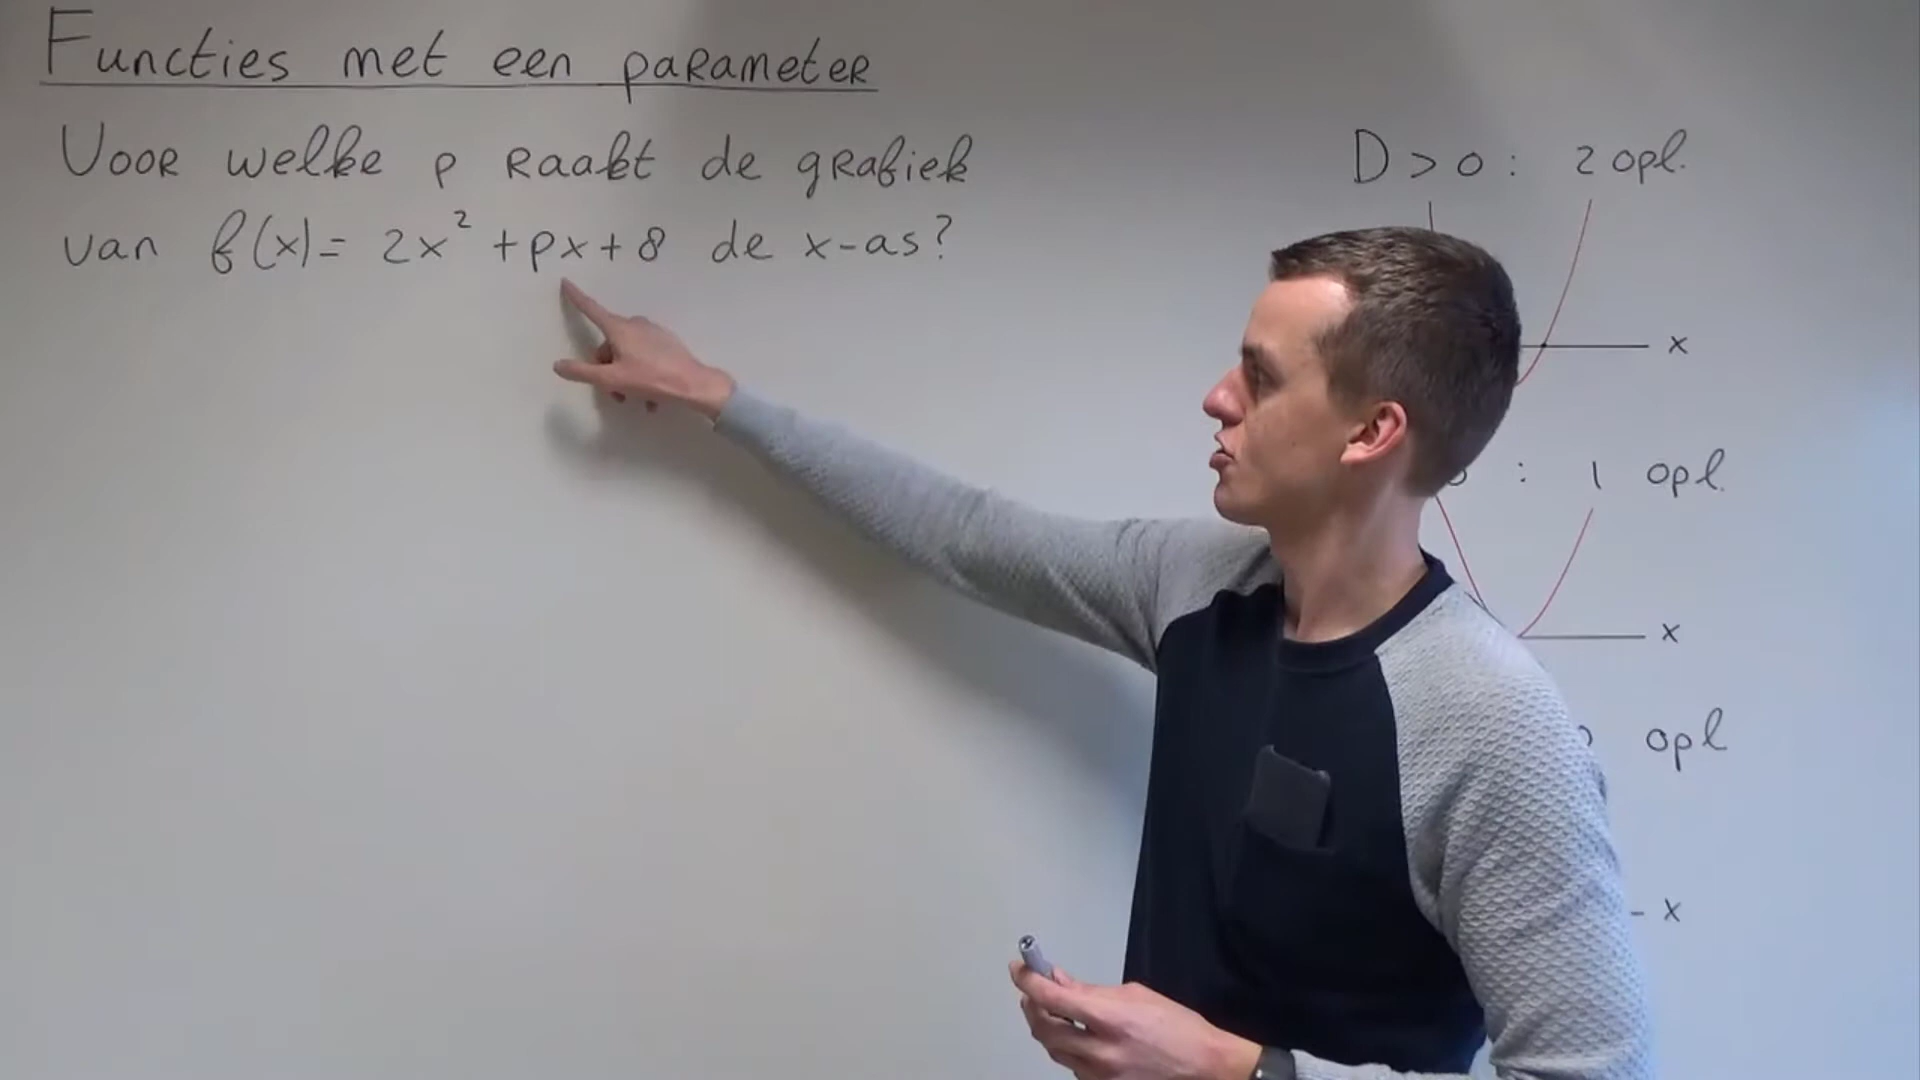 Functies met een parameter
Voor welke p raakt de grafiek
van f(x)= 2x² +px+8 de x-as?
D > 0 : 2 opl.
x
: 1 opl.
x
opl
x